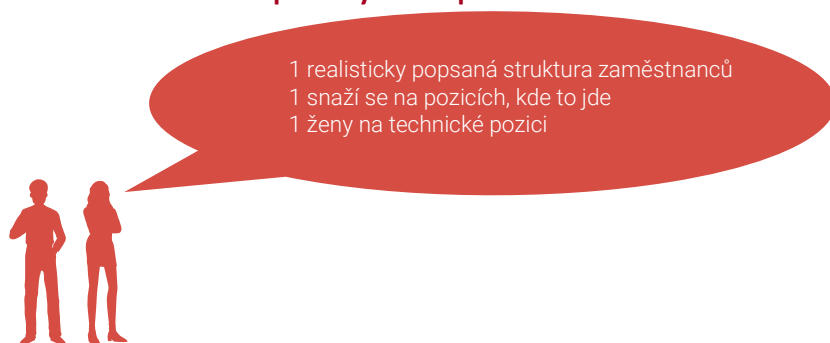 1 realisticky popsaná struktura zaměstnanců
1 snaží se na pozicích, kde to jde
1 ženy na technické pozici